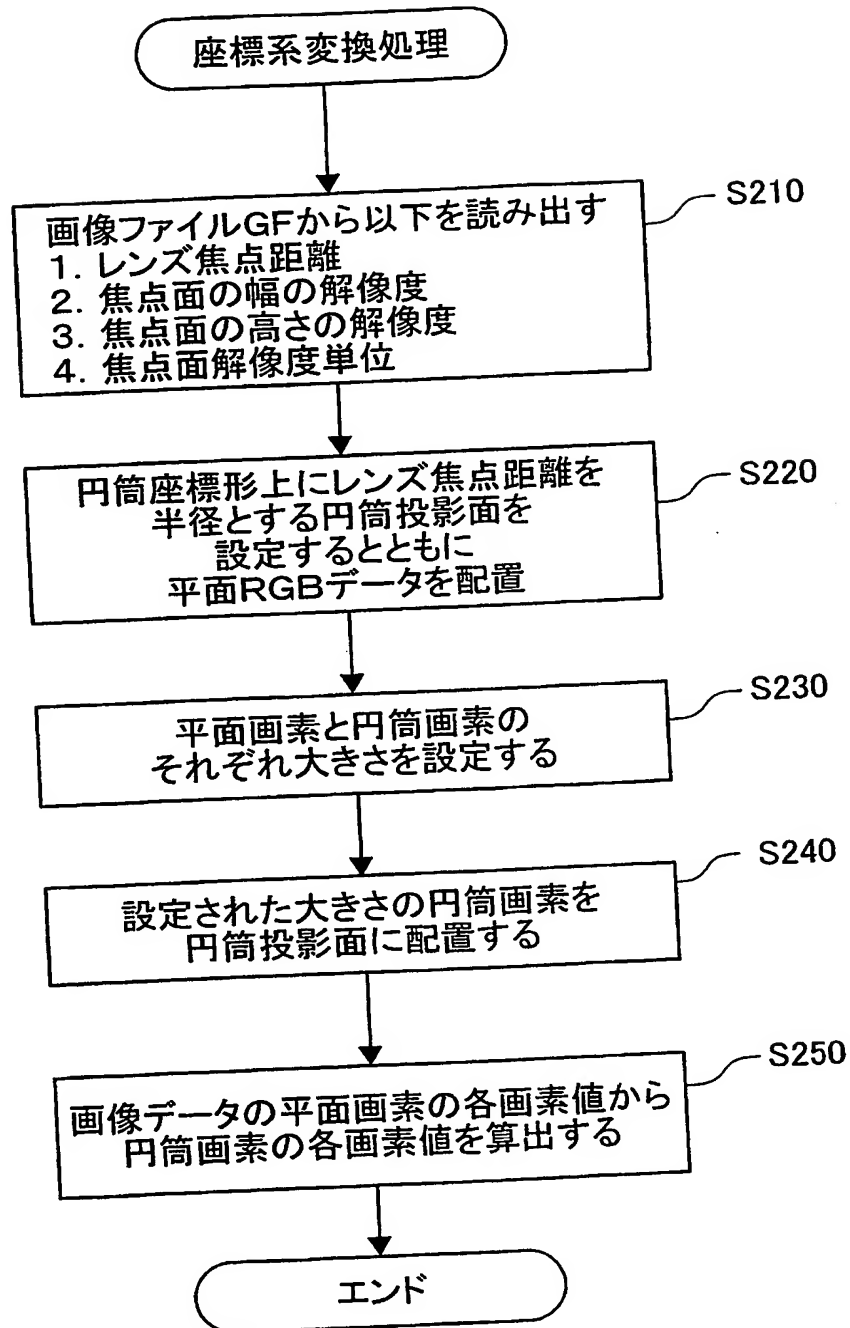 座標系変換処理
S210
画像ファイルGFから以下を読み出す
1. レンズ焦点距離
2. 焦点面の幅の解像度
3. 焦点面の高さの解像度
4. 焦点面解像度単位
S220
円筒座標形上にレンズ焦点距離を
半径とする円筒投影面を
設定するとともに
平面RGBデータを配置
S230
平面画素と円筒画素の
それぞれ大きさを設定する
S240
設定された大きさの円筒画素を
円筒投影面に配置する
S250
画像データの平面画素の各画素値から
円筒画素の各画素値を算出する
エンド